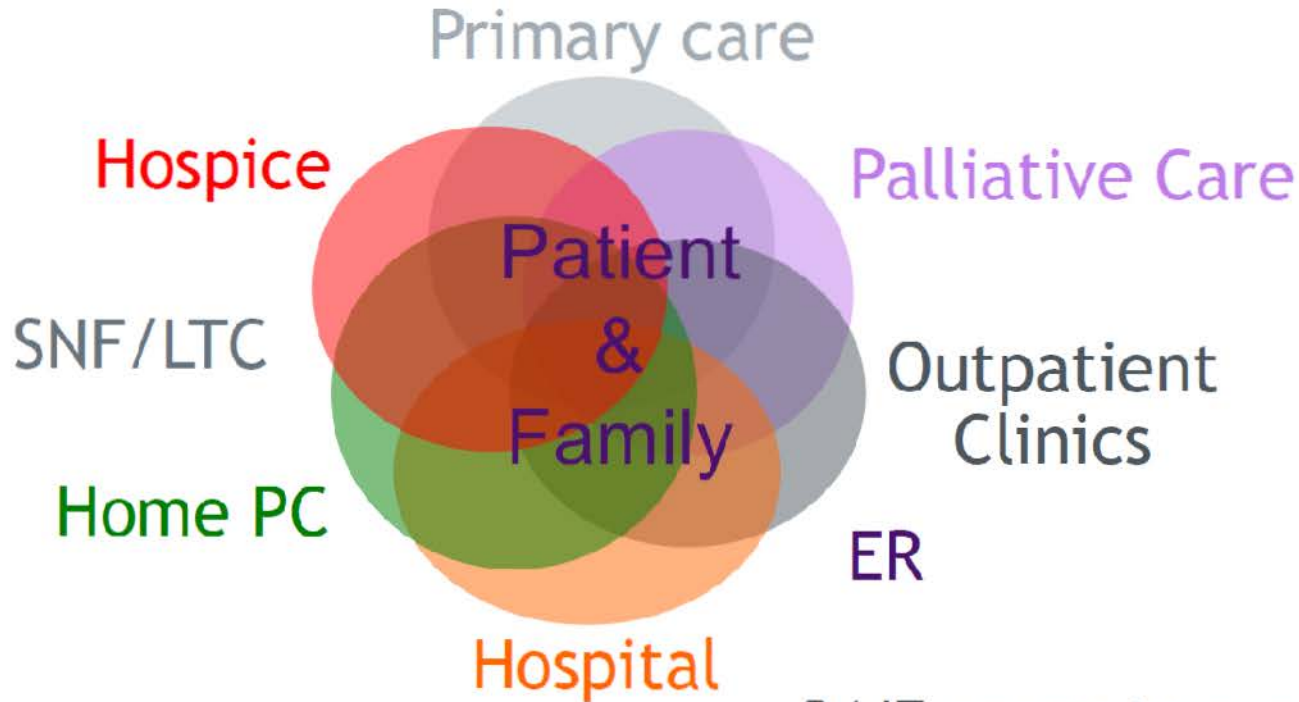 Primary care
Hospice
Palliative Care
Patient
&
Family
SNF/LTC
Outpatient
Clinics
Home PC
ER
Hospital